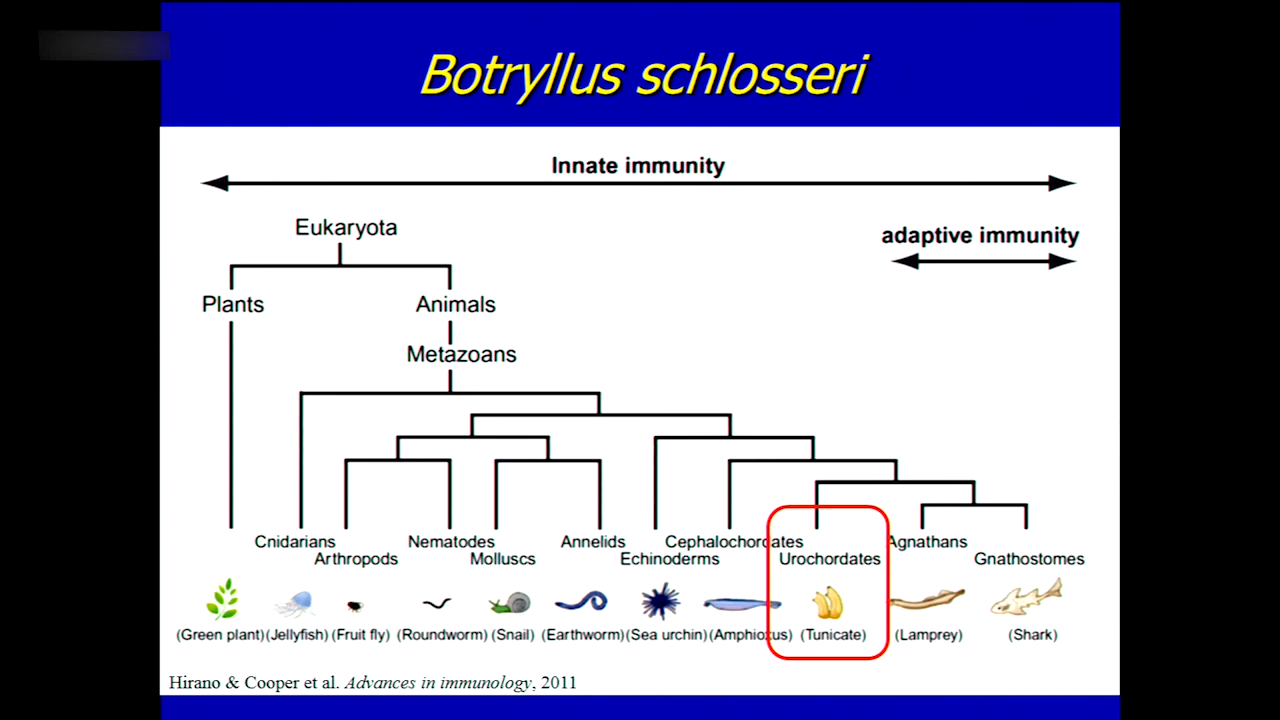 Botryllus schlosseri
Innate immunity
Eukaryota
adaptive immunity
Plants
Animals
Metazoans
Cnidarians
Nematodes
Annelids
Cephalochordates
Agnathans
Arthropods
Molluscs
Echinoderms
Urochordates
Gnathostomes
(Green plant)
(Jellyfish)
(Fruit fly)
(Roundworm)
(Snail)
(Earthworm)
(Sea urchin)
(Amphioxus)
(Tunicate)
(Lamprey)
(Shark)
Hirano & Cooper et al. Advances in immunology, 2011